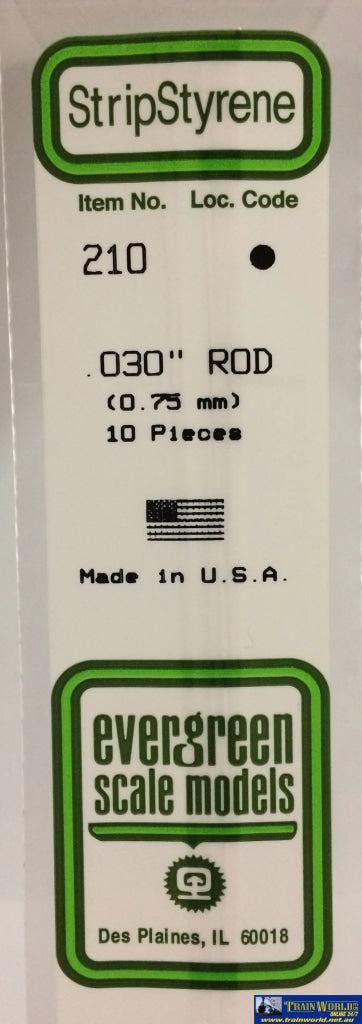 StripStyrene
Item No. Loc. Code
210
.030" ROD
(0.75 mm)
10 Pieces
Made in U.S.A.
evergreen
scale models
Des Plaines, IL 60018
TRAINWORLD
ONLINE 24/7
www.trainworld.net.au